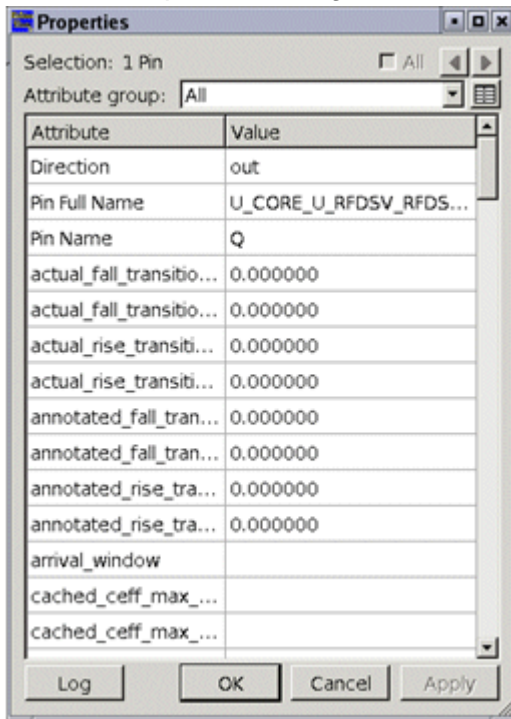 Properties
Selection: 1 Pin All
Attribute group: All
Attribute Value
Direction out
Pin Full Name U_CORE_U_RFDSV_RFDS...
Pin Name Q
actual_fall_transitio... 0.000000
actual_fall_transitio... 0.000000
actual_rise_transiti... 0.000000
actual_rise_transiti... 0.000000
annotated_fall_tran... 0.000000
annotated_fall_tran... 0.000000
annotated_rise_tra... 0.000000
annotated_rise_tra... 0.000000
arrival_window
cached_ceff_max_...
cached_ceff_max_...
Log OK Cancel Apply